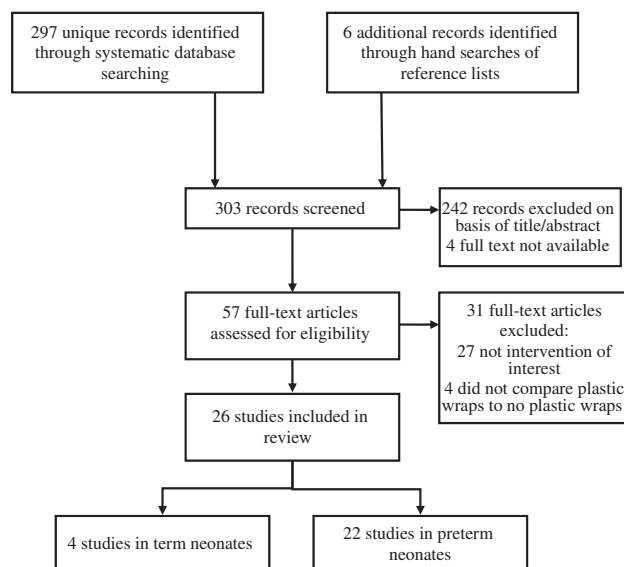 297 unique records identified
through systematic database
searching
6 additional records identified
through hand searches of
reference lists
303 records screened
242 records excluded on
basis of title/abstract
4 full text not available
57 full-text articles
assessed for eligibility
31 full-text articles
excluded:
27 not intervention of
interest
4 did not compare plastic
wraps to no plastic wraps
26 studies included in
review
4 studies in term neonates
22 studies in preterm
neonates